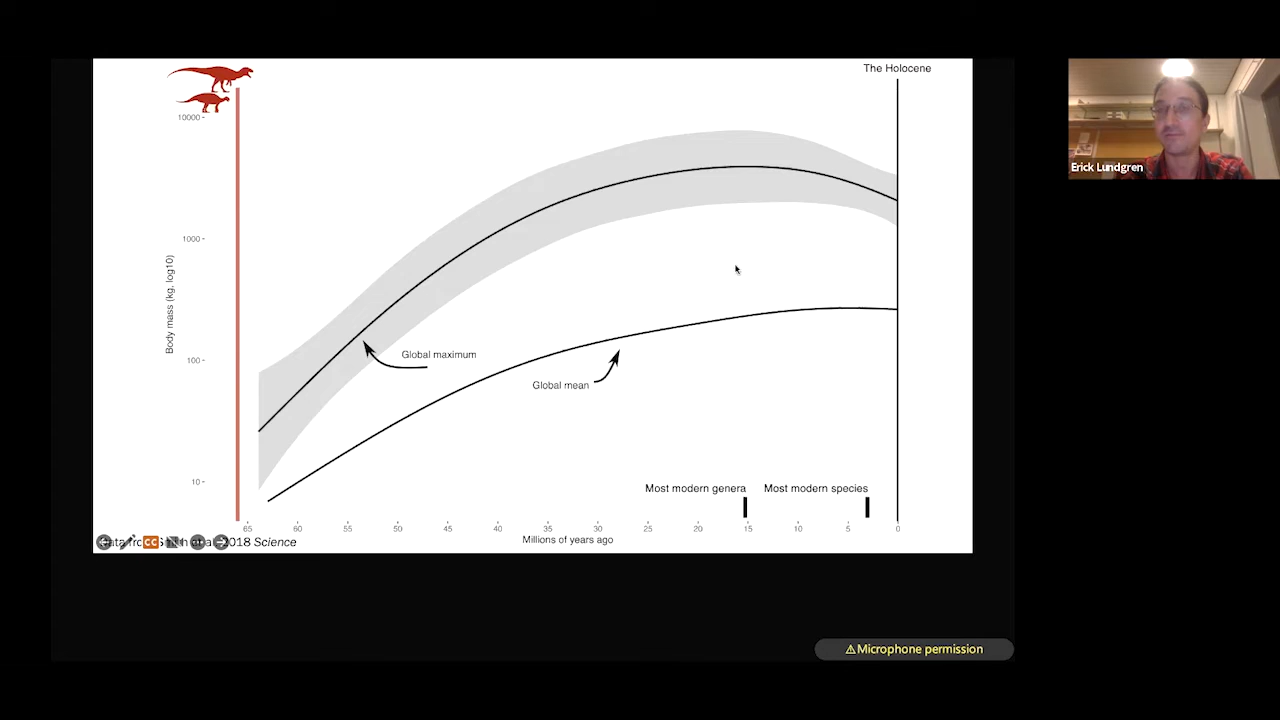 The Holocene
10000
1000
100
10
Body mass (kg, log10)
Global maximum
Global mean
Most modern genera
Most modern species
65 60 55 50 45 40 35 30 25 20 15 10 5 0
Millions of years ago
CC
2018 Science
Erick Lundgren
⚠Microphone permission